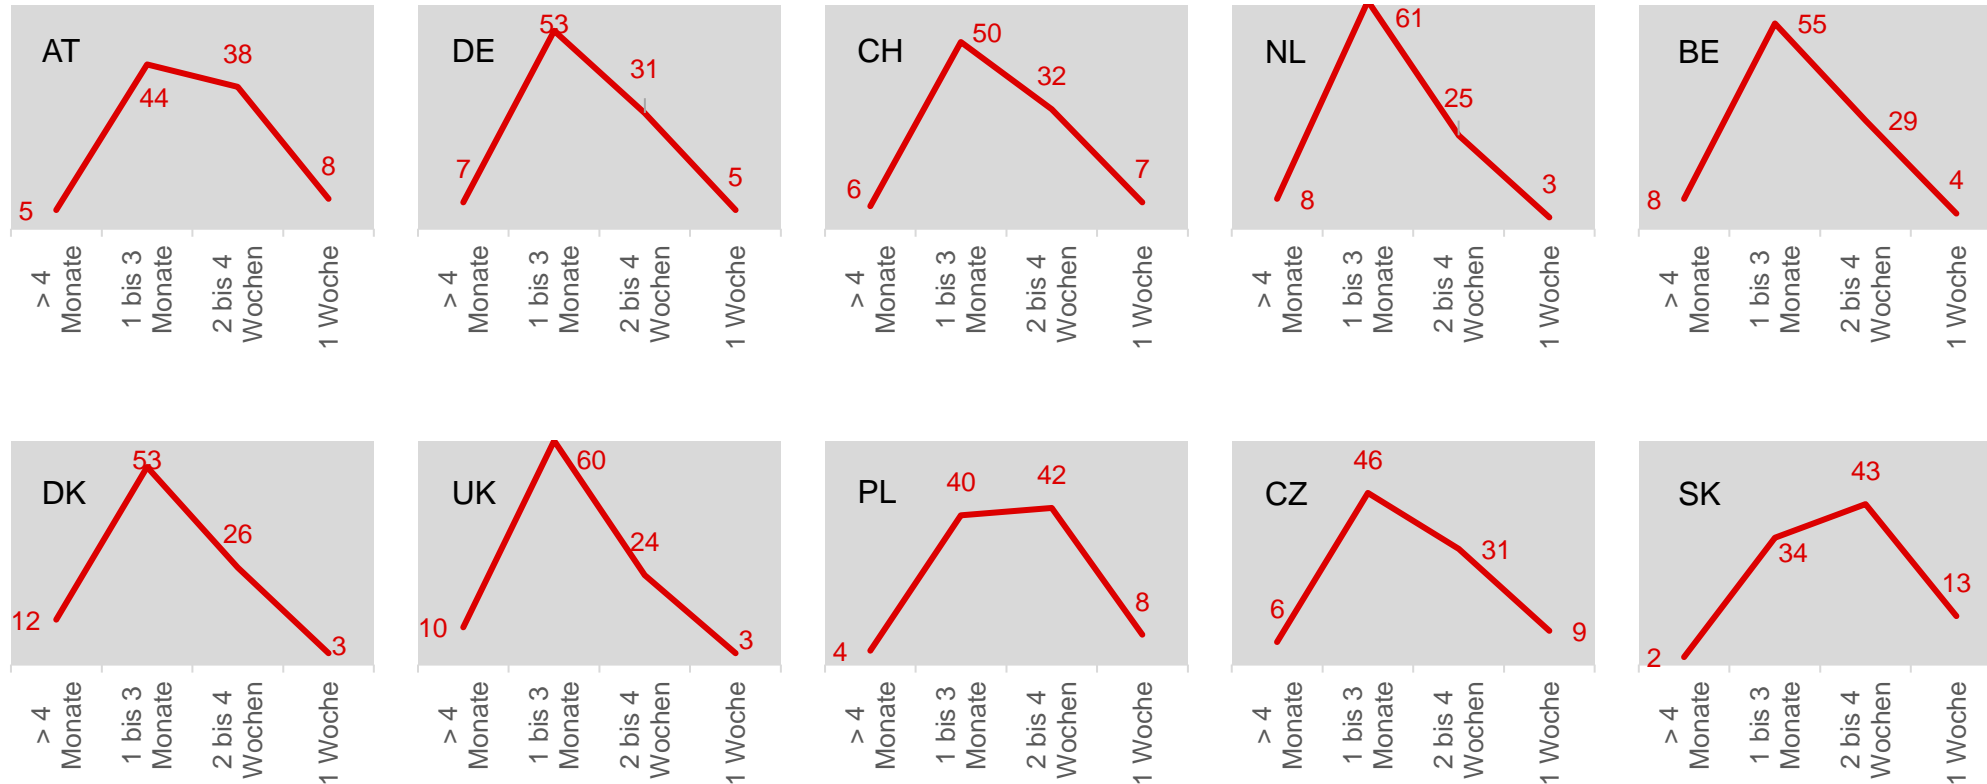 AT
5
44
38
8
> 4
Monate
1 bis 3
Monate
2 bis 4
Wochen
1 Woche
DE
7
53
31
5
> 4
Monate
1 bis 3
Monate
2 bis 4
Wochen
1 Woche
CH
6
50
32
7
> 4
Monate
1 bis 3
Monate
2 bis 4
Wochen
1 Woche
NL
8
61
25
3
> 4
Monate
1 bis 3
Monate
2 bis 4
Wochen
1 Woche
BE
8
55
29
4
> 4
Monate
1 bis 3
Monate
2 bis 4
Wochen
1 Woche
DK
12
53
26
3
> 4
Monate
1 bis 3
Monate
2 bis 4
Wochen
1 Woche
UK
10
60
24
3
> 4
Monate
1 bis 3
Monate
2 bis 4
Wochen
1 Woche
PL
4
40
42
8
> 4
Monate
1 bis 3
Monate
2 bis 4
Wochen
1 Woche
CZ
6
46
31
9
> 4
Monate
1 bis 3
Monate
2 bis 4
Wochen
1 Woche
SK
2
34
43
13
> 4
Monate
1 bis 3
Monate
2 bis 4
Wochen
1 Woche